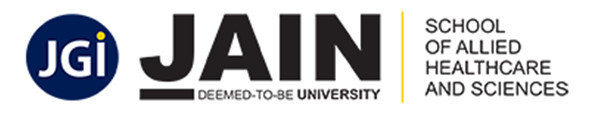 JGi
JAIN
DEEMED-TO-BE UNIVERSITY
SCHOOL
OF ALLIED
HEALTHCARE
AND SCIENCES